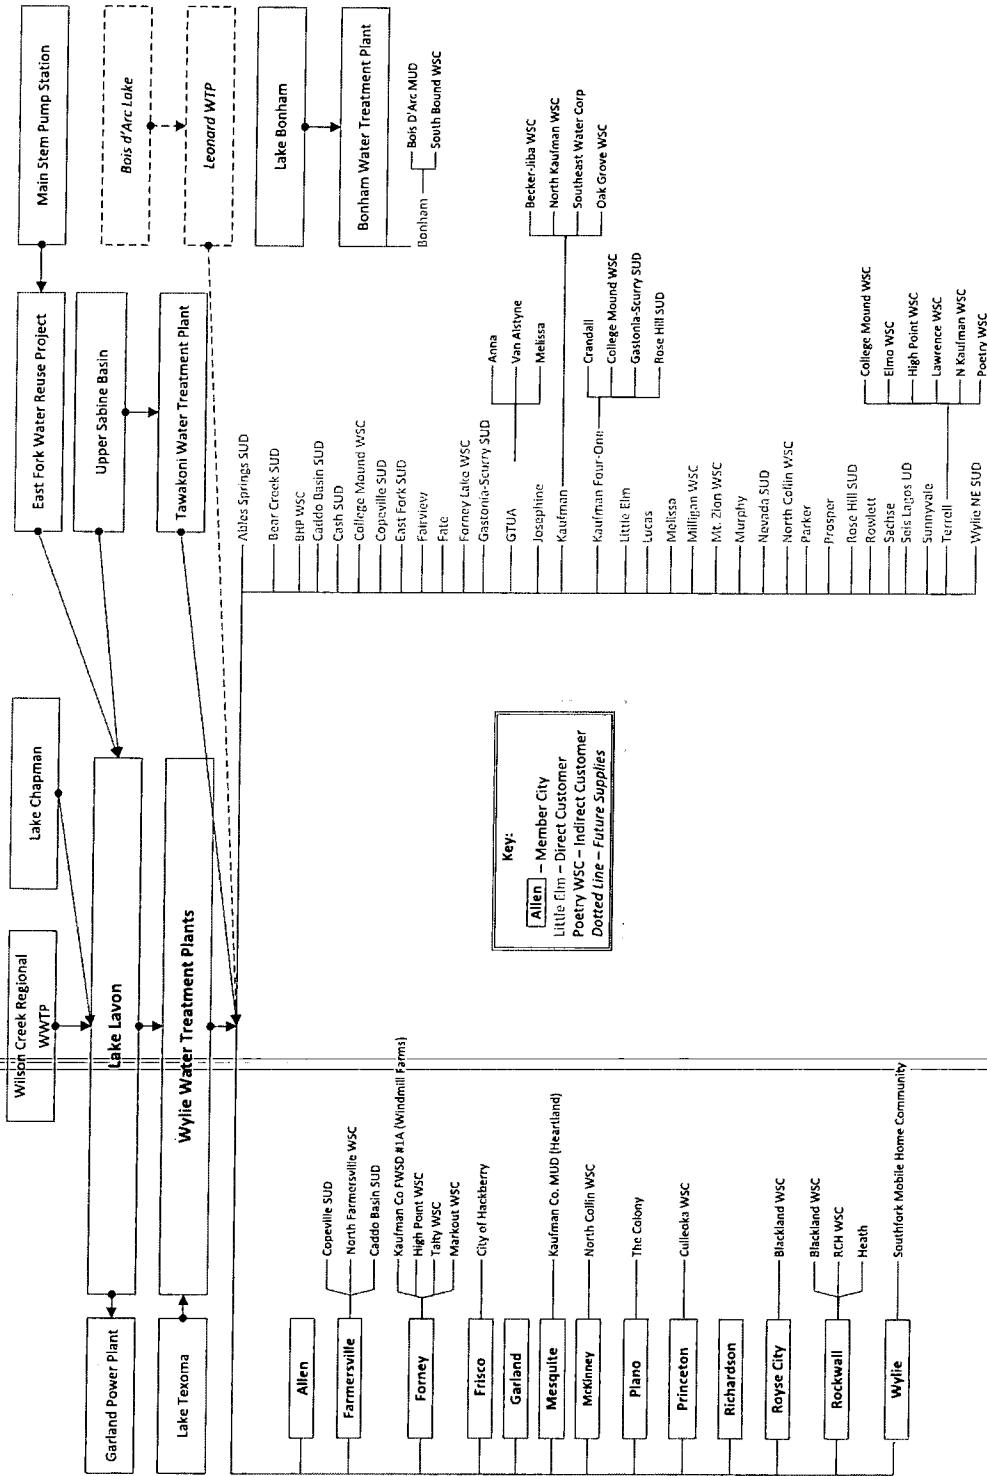 Wilson Creek Regional
WWTP
Lake Chapman
East Fork Water Reuse Project
Main Stem Pump Station
Garland Power Plant
Lake Lavon
Upper Sabine Basin
Bois d'Arc Lake
Lake Texoma
Wylie Water Treatment Plants
Tawakoni Water Treatment Plant
Leonard WTP
Lake Bonham
Bonham Water Treatment Plant
Bonham
Bois D'Arc MUD
South Bound WSC
Allen
Farmersville
Copeville SUD
North Farmersville WSC
Caddo Basin SUD
Forney
Kaufman Co FWSD #1A (Windmill Farms)
High Point WSC
Talty WSC
Markout WSC
Frisco
City of Hackberry
Garland
Mesquite
Kaufman Co. MUD (Heartland)
McKinney
North Collin WSC
Plano
The Colony
Princeton
Culleoka WSC
Richardson
Royse City
Blackland WSC
Rockwall
Blackland WSC
RCH WSC
Heath
Wylie
Southfork Mobile Home Community
Key:
Allen – Member City
Little Elm – Direct Customer
Poetry WSC – Indirect Customer
Dotted Line – Future Supplies
Ables Springs SUD
Bear Creek SUD
BHP WSC
Caddo Basin SUD
Cash SUD
College Mound WSC
Copeville SUD
East Fork SUD
Fairview
Fate
Forney Lake WSC
Gastonia-Scurry SUD
GTUA
Anna
Van Alstyne
Melissa
Josephine
Kaufman
Becker-Jiba WSC
North Kaufman WSC
Southeast Water Corp
Oak Grove WSC
Kaufman Four-One
Crandall
College Mound WSC
Gastonia-Scurry SUD
Rose Hill SUD
Little Elm
Lucas
Melissa
Milligan WSC
Mt. Zion WSC
Murphy
Nevada SUD
North Collin WSC
Parker
Prosper
Rose Hill SUD
Rowlett
Sachse
Seis Lagos UD
Sunnyvale
Terrell
College Mound WSC
Elmo WSC
High Point WSC
Lawrence WSC
N Kaufman WSC
Poetry WSC
Wylie NE SUD